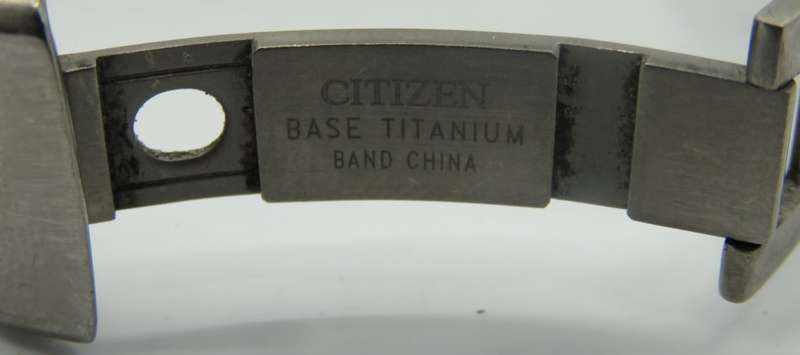 CITIZEN
BASE TITANIUM
BAND CHINA